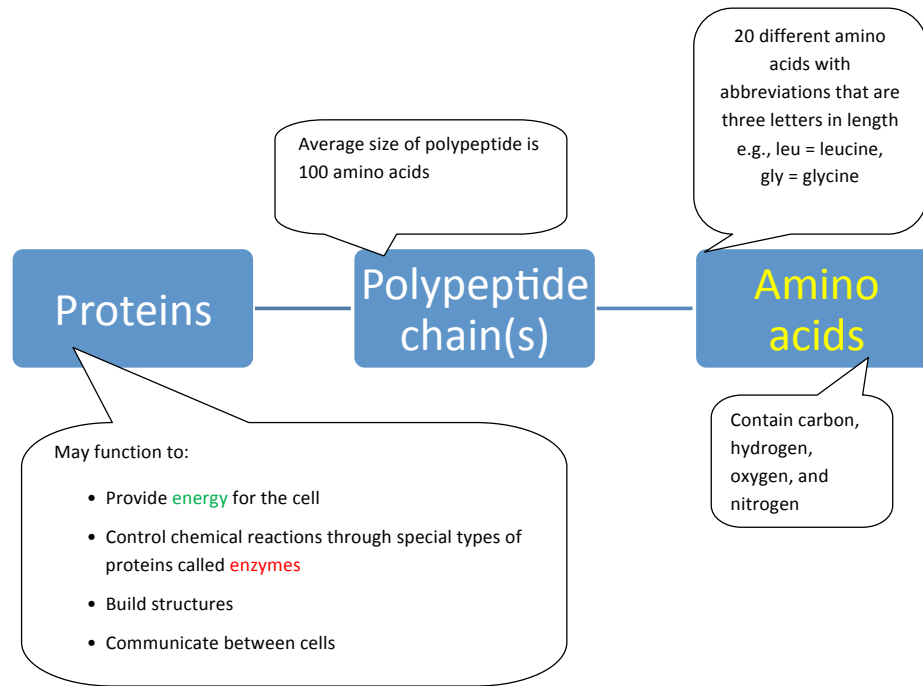 20 different amino
acids with
abbreviations that are
three letters in length
e.g., leu = leucine,
gly = glycine
Average size of polypeptide is
100 amino acids
Proteins
Polypeptide
chain(s)
Amino
acids
May function to:
• Provide energy for the cell
• Control chemical reactions through special types of
proteins called enzymes
• Build structures
• Communicate between cells
Contain carbon,
hydrogen,
oxygen, and
nitrogen